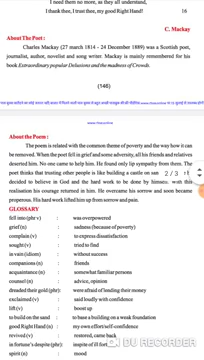 I need them no more, as they all understand,
I thank thee, I trust thee, my good Right Hand! 16
C. Mackay
About The Poet :
Charles Mackay (27 march 1814 - 24 December 1889) was a Scottish poet,
journalist, author, novelist and song writer. Mackay is mainly remembered for his
book Extraordinary popular Delusions and the madness of Crowds.
(146)
www.theonline
About the Poem :
The poem is related with the common theme of poverty and the way how it can
be removed. When the poet fell in grief and some adversity, all his friends and relatives
deserted him. No one came to help him. He found only lip sympathy from them. The
poet thinks that trusting other people is like building a castle on san 2 / 3
decided to believe in God and the hard work to be done by himself. with this
realisation his courage returned in him. He overcame his sorrow and soon became
properous. His hard work lifted him up from sorrow and pain.
GLOSSARY
fell into (phr v) : was overpowered
grief (n) : sadness (because of poverty)
complain (v) : to express dissatisfaction
sought (v) : tried to find
in vain (idiom) : without success
companions (n) : friends
acquaintance (n) : somewhat familiar persons
counsel (n) : advice, opinion
dreaded their gold (phr) : were afraid of lending their money
exclaimed (v) : said loudly with confidence
lift (v) : boost up
to build on the sand : to base a building on a weak foundation
good Right Hand (n) : my own effort/self-confidence
revived (v) : restored, came back
in fortune's despite (phr) : inspite of ill fort
spirit (n) : mood
DU RECORDER